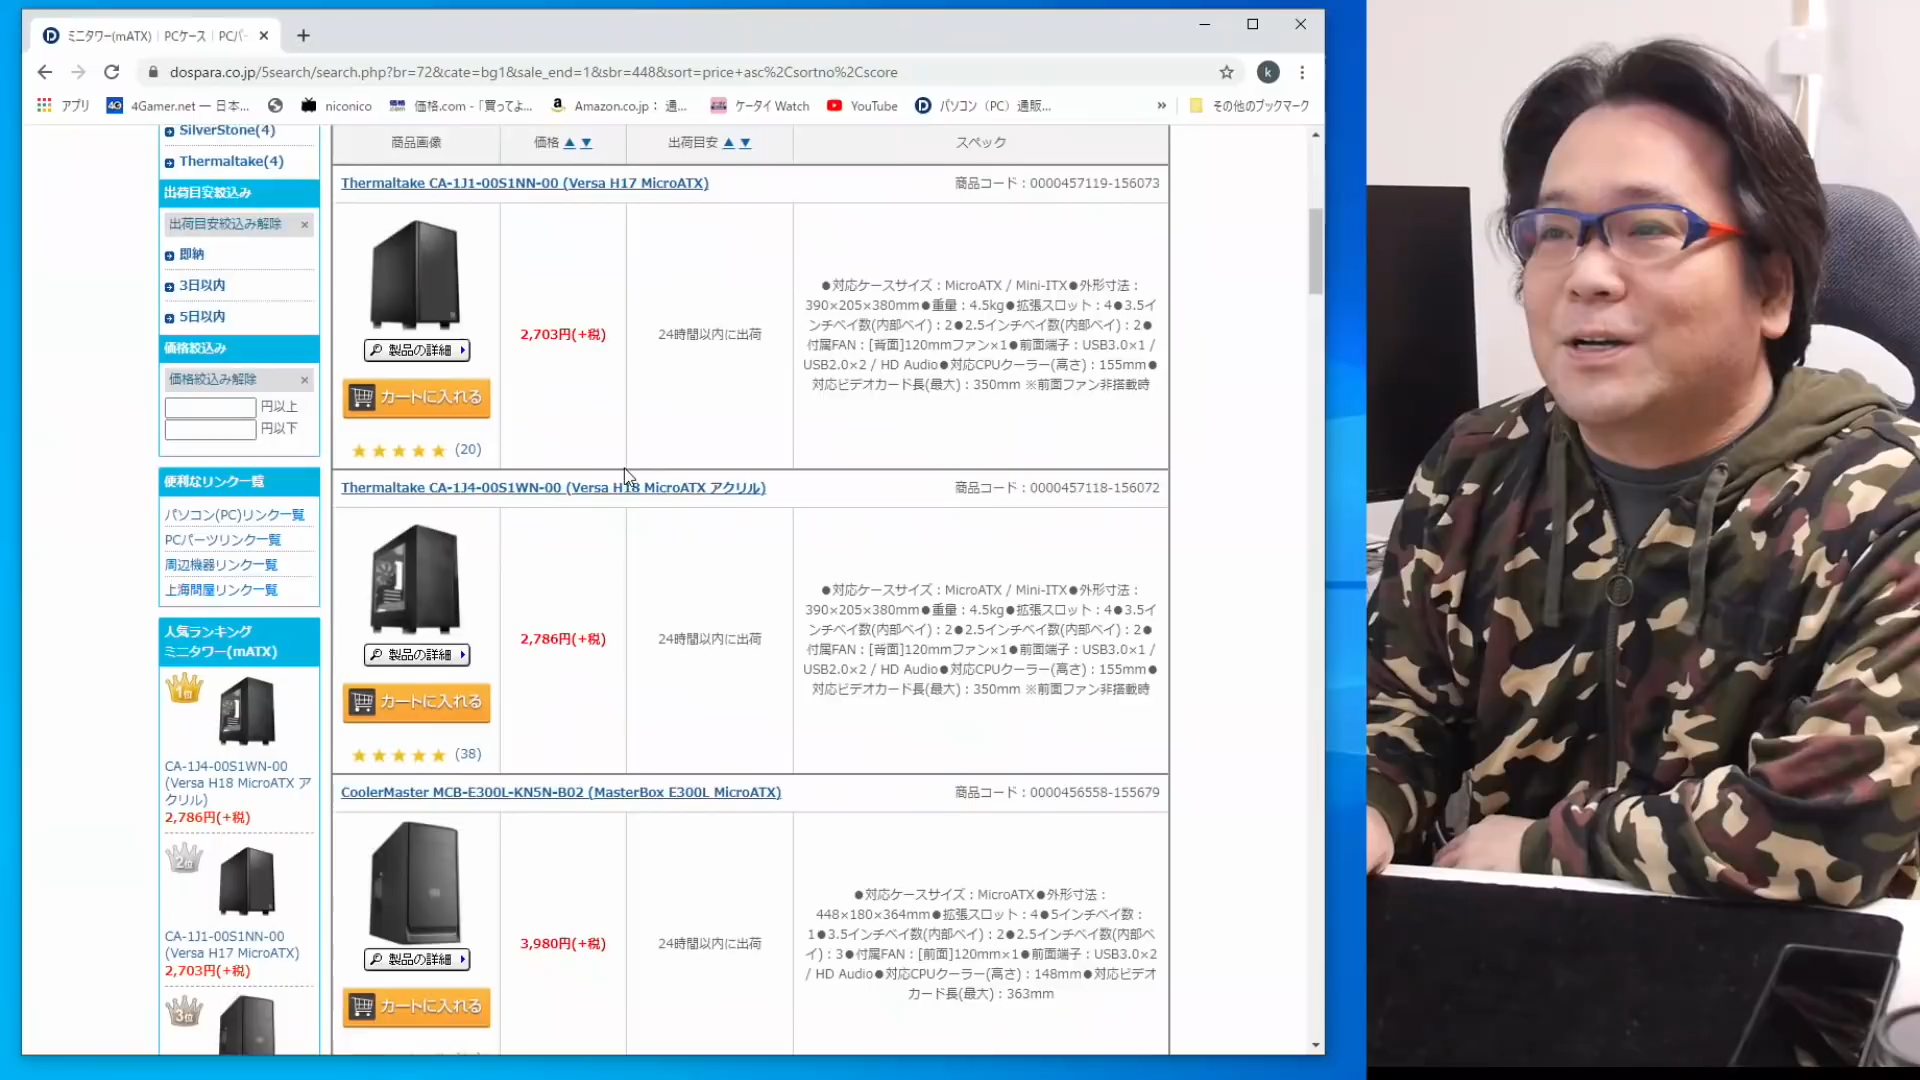 ミニタワー(mATX) | PCケース | PCパー
dospara.co.jp/5search/search.php?br=72&cate=bg1&sale_end=1&sbr=448&sort=price+asc%2Csortno%2Cscore
k
アプリ
4Gamer.net — 日本...
niconico
価格.com -「買ってよ...
Amazon.co.jp： 通...
ケータイ Watch
YouTube
パソコン（PC）通販...
»
その他のブックマーク
SilverStone(4)
Thermaltake(4)
出荷目安絞込み
出荷目安絞込み解除 ×
即納
3日以内
5日以内
価格絞込み
価格絞込み解除 ×
円以上
円以下
便利なリンク一覧
パソコン(PC)リンク一覧
PCパーツリンク一覧
周辺機器リンク一覧
上海問屋リンク一覧
人気ランキング
ミニタワー(mATX)
1位
CA-1J4-00S1WN-00
(Versa H18 MicroATX ア
クリル)
2,786円(+税)
2位
CA-1J1-00S1NN-00
(Versa H17 MicroATX)
2,703円(+税)
3位
商品画像 価格 ▲ ▼ 出荷目安 ▲ ▼ スペック
Thermaltake CA-1J1-00S1NN-00 (Versa H17 MicroATX) 商品コード：0000457119-156073
製品の詳細
カートに入れる
★★★★★ (20)
2,703円(+税)
24時間以内に出荷
●対応ケースサイズ：MicroATX / Mini-ITX●外形寸法：
390×205×380mm●重量：4.5kg●拡張スロット：4●3.5イ
ンチベイ数(内部ベイ)：2●2.5インチベイ数(内部ベイ)：2●
付属FAN：[背面]120mmファン×1●前面端子：USB3.0×1 /
USB2.0×2 / HD Audio●対応CPUクーラー(高さ)：155mm●
対応ビデオカード長(最大)：350mm ※前面ファン非搭載時
Thermaltake CA-1J4-00S1WN-00 (Versa H18 MicroATX アクリル) 商品コード：0000457118-156072
製品の詳細
カートに入れる
★★★★★ (38)
2,786円(+税)
24時間以内に出荷
●対応ケースサイズ：MicroATX / Mini-ITX●外形寸法：
390×205×380mm●重量：4.5kg●拡張スロット：4●3.5イ
ンチベイ数(内部ベイ)：2●2.5インチベイ数(内部ベイ)：2●
付属FAN：[背面]120mmファン×1●前面端子：USB3.0×1 /
USB2.0×2 / HD Audio●対応CPUクーラー(高さ)：155mm●
対応ビデオカード長(最大)：350mm ※前面ファン非搭載時
CoolerMaster MCB-E300L-KN5N-B02 (MasterBox E300L MicroATX) 商品コード：0000456558-155679
製品の詳細
カートに入れる
3,980円(+税)
24時間以内に出荷
●対応ケースサイズ：MicroATX●外形寸法：
448×180×364mm●拡張スロット：4●5インチベイ数：
1●3.5インチベイ数(内部ベイ)：2●2.5インチベイ数(内部ベ
イ)：3●付属FAN：[前面]120mm×1●前面端子：USB3.0×2
/ HD Audio●対応CPUクーラー(高さ)：148mm●対応ビデオ
カード長(最大)：363mm